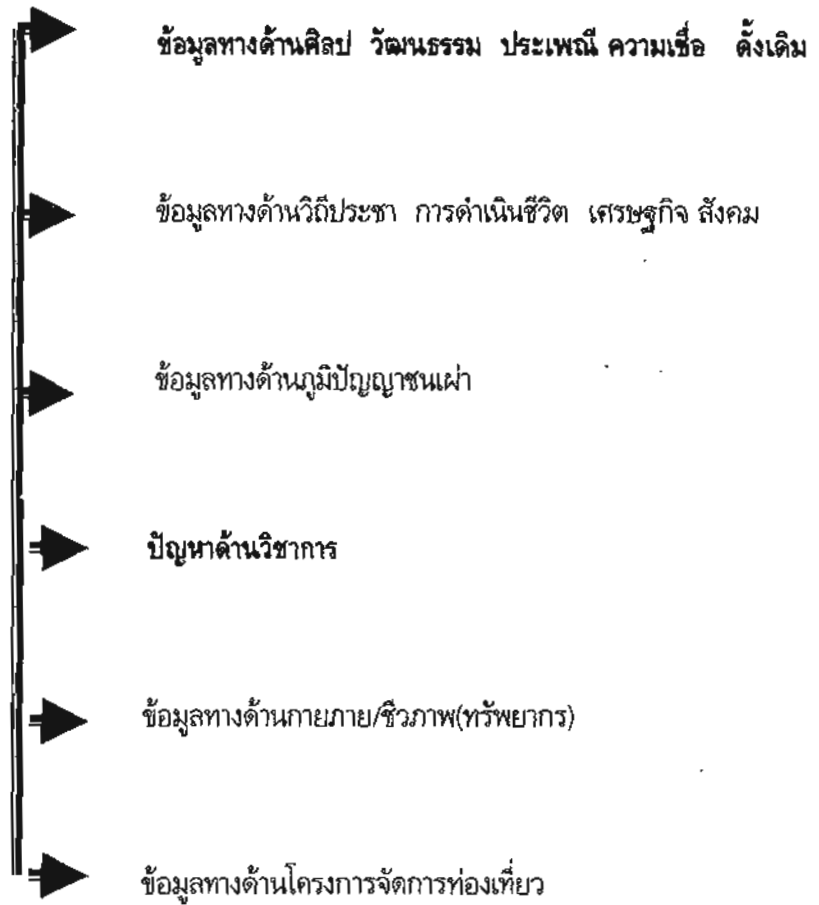 ข้อมูลทางด้านศิลป วัฒนธรรม ประเพณี ความเชื่อ ดั้งเดิม
ข้อมูลทางด้านวิถีประชา การดำเนินชีวิต เศรษฐกิจ สังคม
ข้อมูลทางด้านภูมิปัญญาชนเผ่า
ปัญหาด้านวิชาการ
ข้อมูลทางด้านกายภาย/ชีวภาพ(ทรัพยากร)
ข้อมูลทางด้านโครงการจัดการท่องเที่ยว